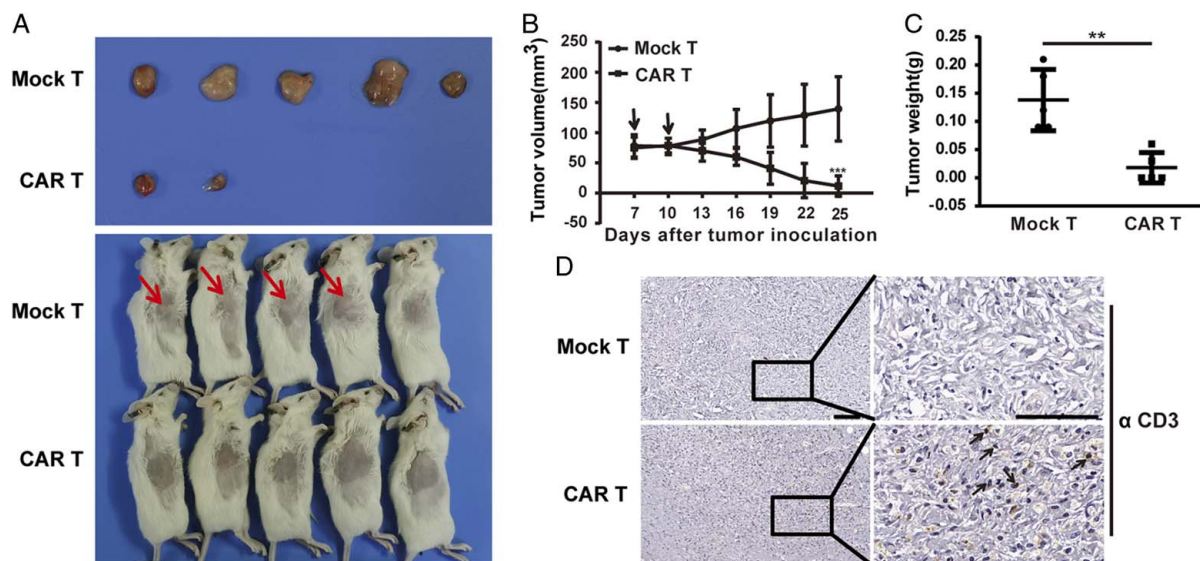 A
Mock T
CAR T
Mock T
CAR T
B
Tumor volume(mm3)
250
200
150
100
50
0
-50
Mock T
CAR T
***
7 10 13 16 19 22 25
Days after tumor inoculation
C
Tumor weight(g)
0.25
0.20
0.15
0.10
0.05
0.00
-0.05
**
Mock T CAR T
D
Mock T
CAR T
α CD3